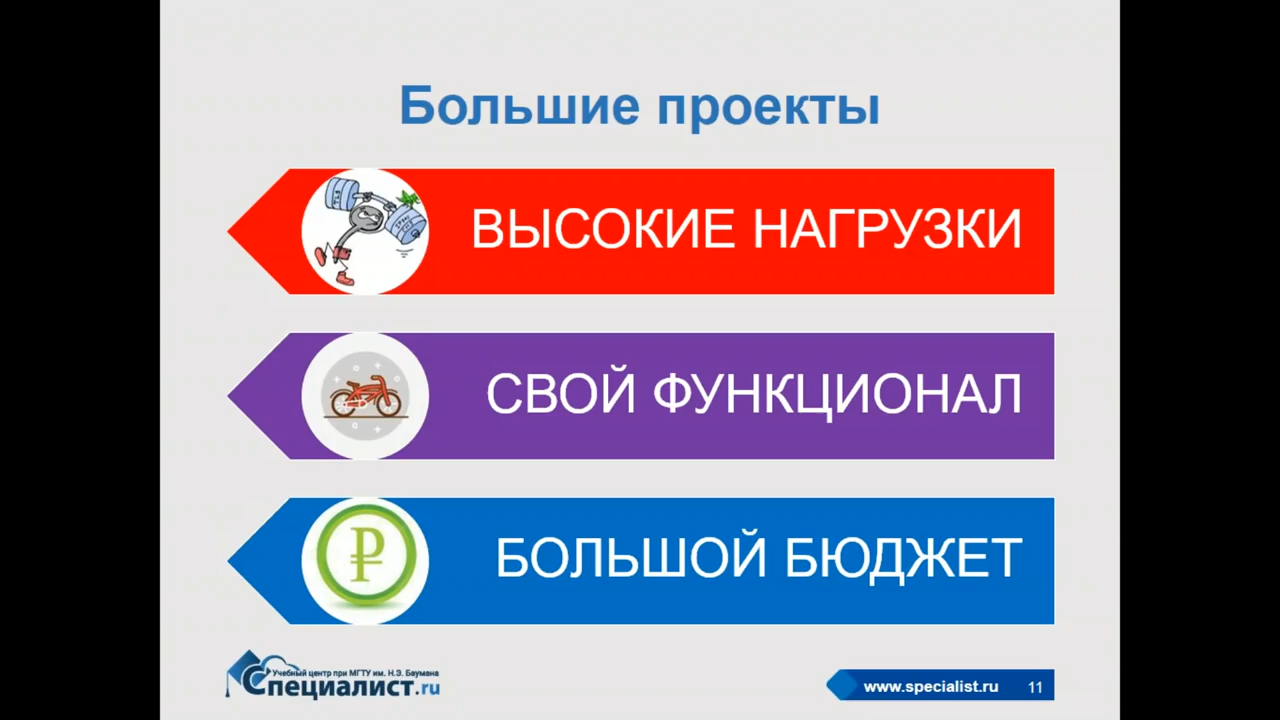 Большие проекты
ВЫСОКИЕ НАГРУЗКИ
СВОЙ ФУНКЦИОНАЛ
БОЛЬШОЙ БЮДЖЕТ
Учебный центр при МГТУ им. Н.Э. Баумана
Специалист.ru
www.specialist.ru 11